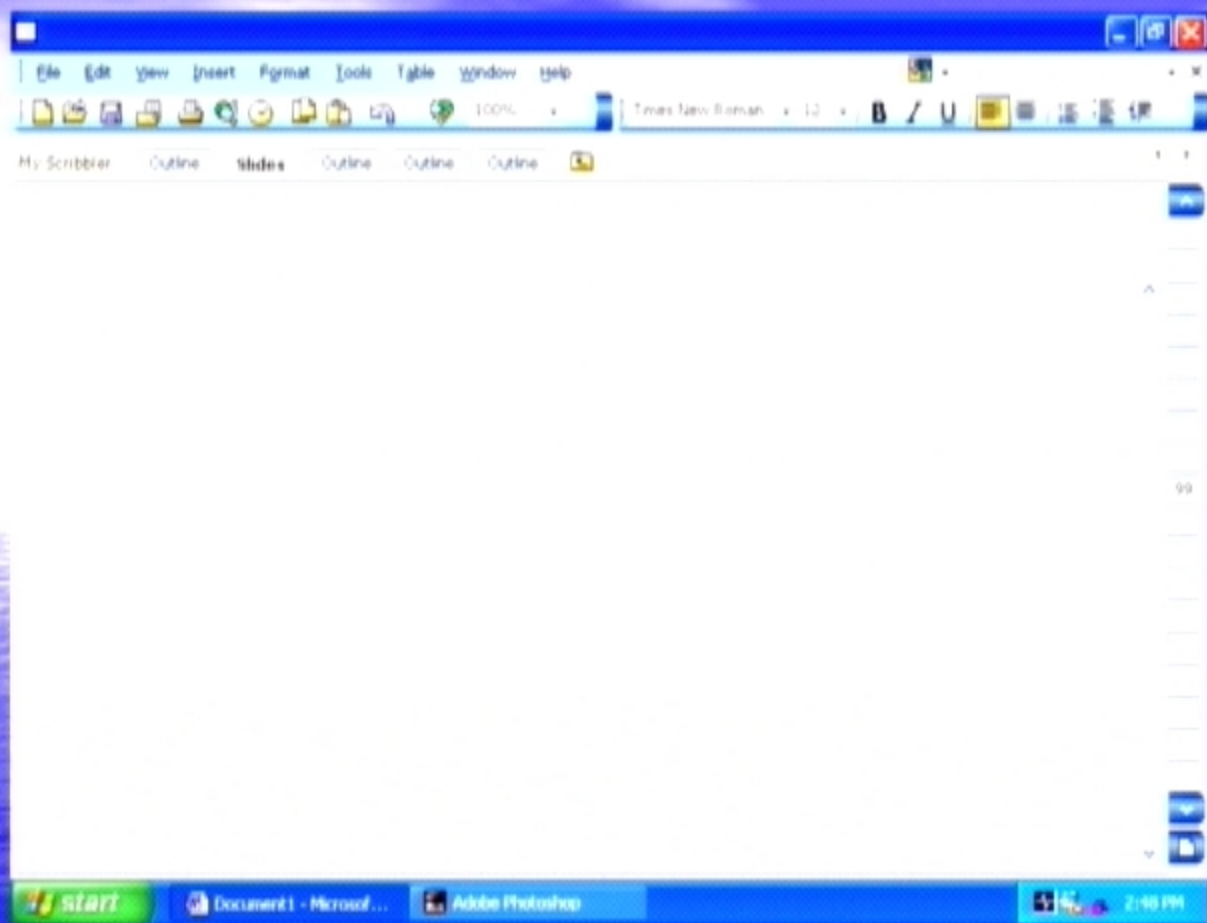 File Edit View Insert Format Tools Table Window Help
100% Times New Roman 12 B I U
My Scribbler Outline Slides Outline Outline Outline
99
start Document1 - Microsof... Adobe Photoshop 2:48 PM